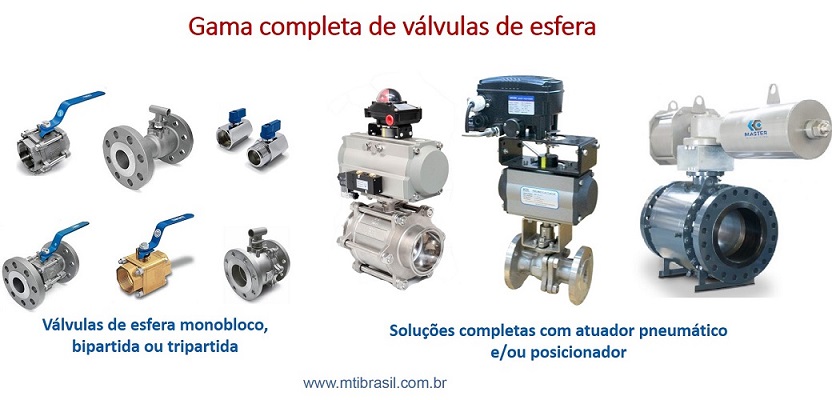 Gama completa de válvulas de esfera
MASTER
Válvulas de esfera monobloco,
bipartida ou tripartida
Soluções completas com atuador pneumático
e/ou posicionador
www.mtibrasil.com.br